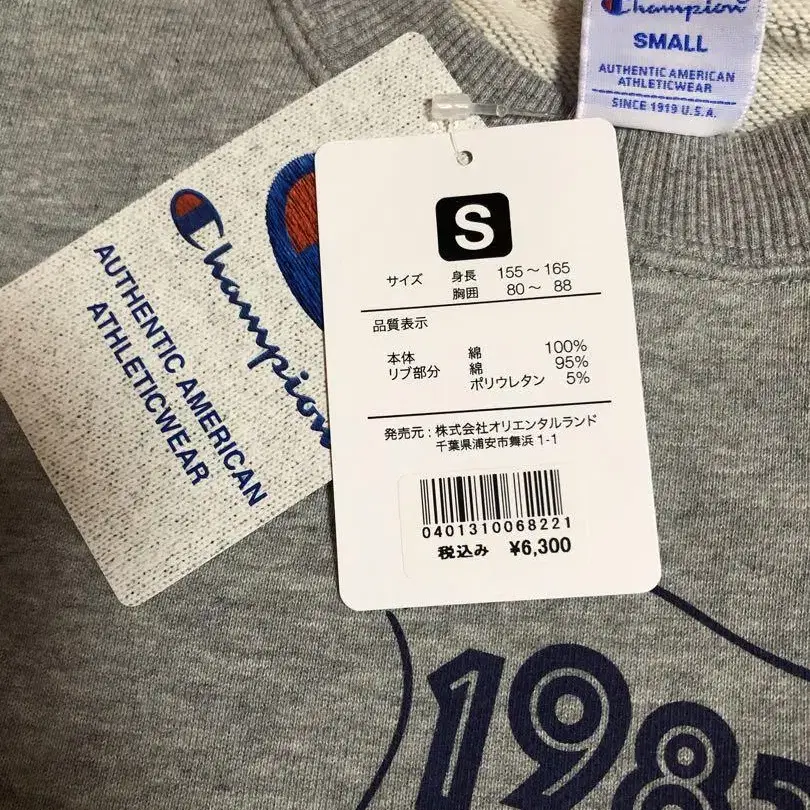 Champion
SMALL
AUTHENTIC AMERICAN
ATHLETICWEAR
SINCE 1919 U.S.A.
Champion
AUTHENTIC AMERICAN
ATHLETICWEAR
S
サイズ 身長 155～165
胸囲 80～ 88
品質表示
本体 綿 100%
リブ部分 綿 95%
ポリウレタン 5%
発売元：株式会社オリエンタルランド
千葉県浦安市舞浜 1-1
0401310068221
税込み ¥6,300